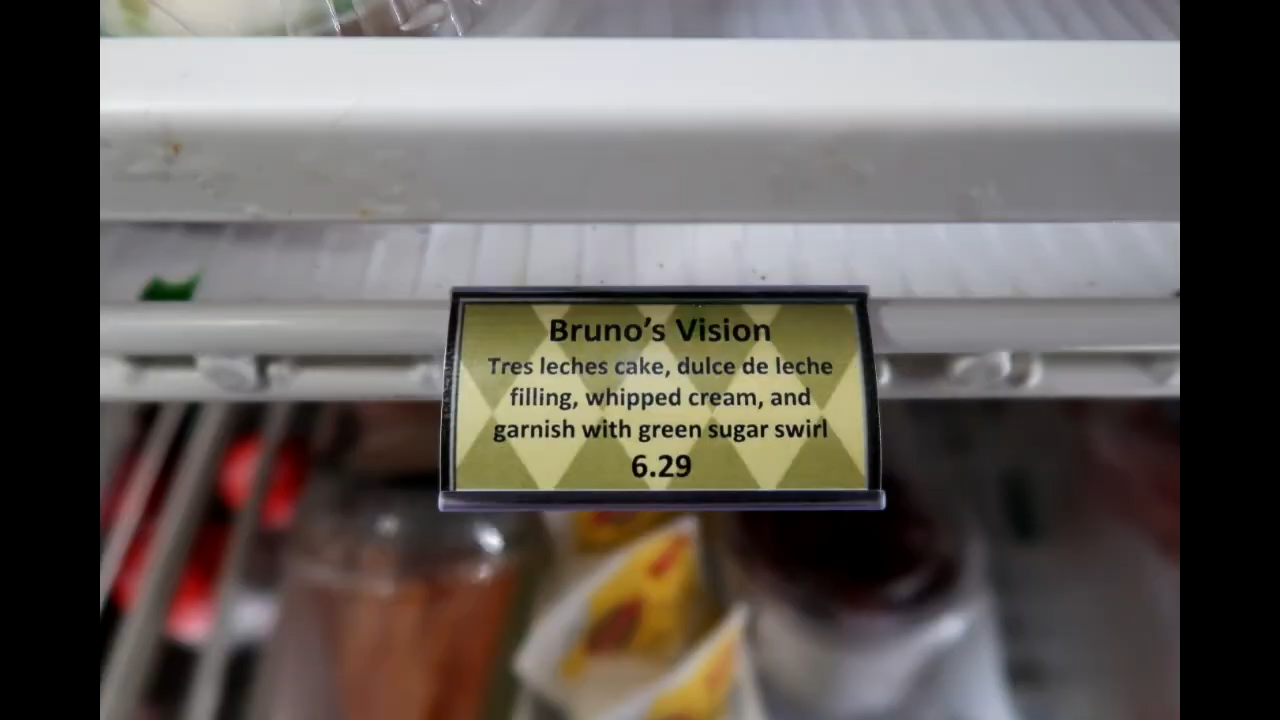 Bruno's Vision
Tres leches cake, dulce de leche
filling, whipped cream, and
garnish with green sugar swirl
6.29